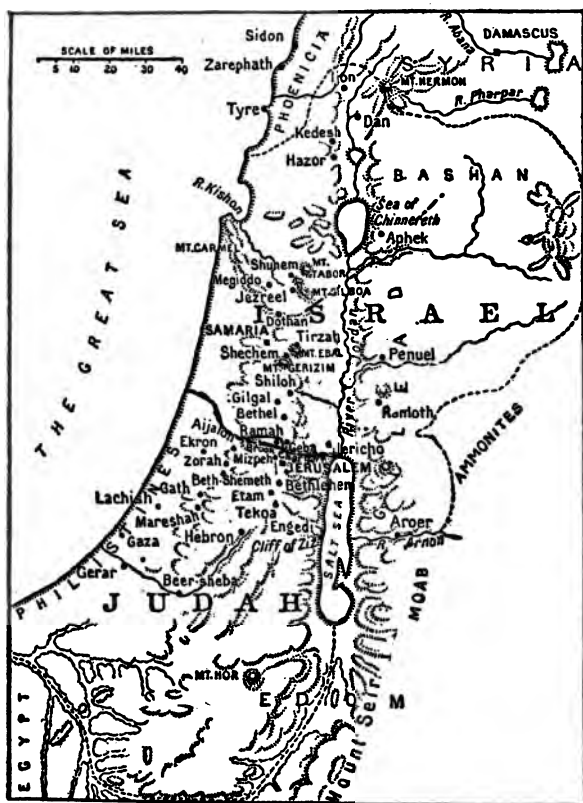 SCALE OF MILES
5 10 20 30 40
Sidon
Zarephath
PHOENICIA
Tyre
DAMASCUS
R. Abana
SYRIA
MT. HERMON
R. Pharpar
on
Dan
Kedesh
Hazor
BASHAN
Sea of
Chinnereth
Aphek
R. Kishon
MT. CARMEL
THE GREAT SEA
Shunem
MT.
TABOR
Megiddo
Jezreel
MT. GILBOA
ISRAEL
Dothan
SAMARIA
Tirzah
Shechem
MT. EBAL
MT. GERIZIM
Shiloh
Gilgal
Bethel
Ramah
River Jordan
Penuel
Ramoth
AMMONITES
Aijalon
Ekron
Zorah
Mizpeh
Geba
Jericho
JERUSALEM
Beth-Shemeth
Bethlehem
Gath
Lachish
Etam
Mareshah
Tekoa
Hebron
Engedi
Cliff of Ziz
SALT SEA
Aroer
R. Arnon
Gaza
Gerar
Beer-sheba
PHILISTINES
JUDAH
MOAB
MT. HOR
EDOM
Mount Seir
EGYPT